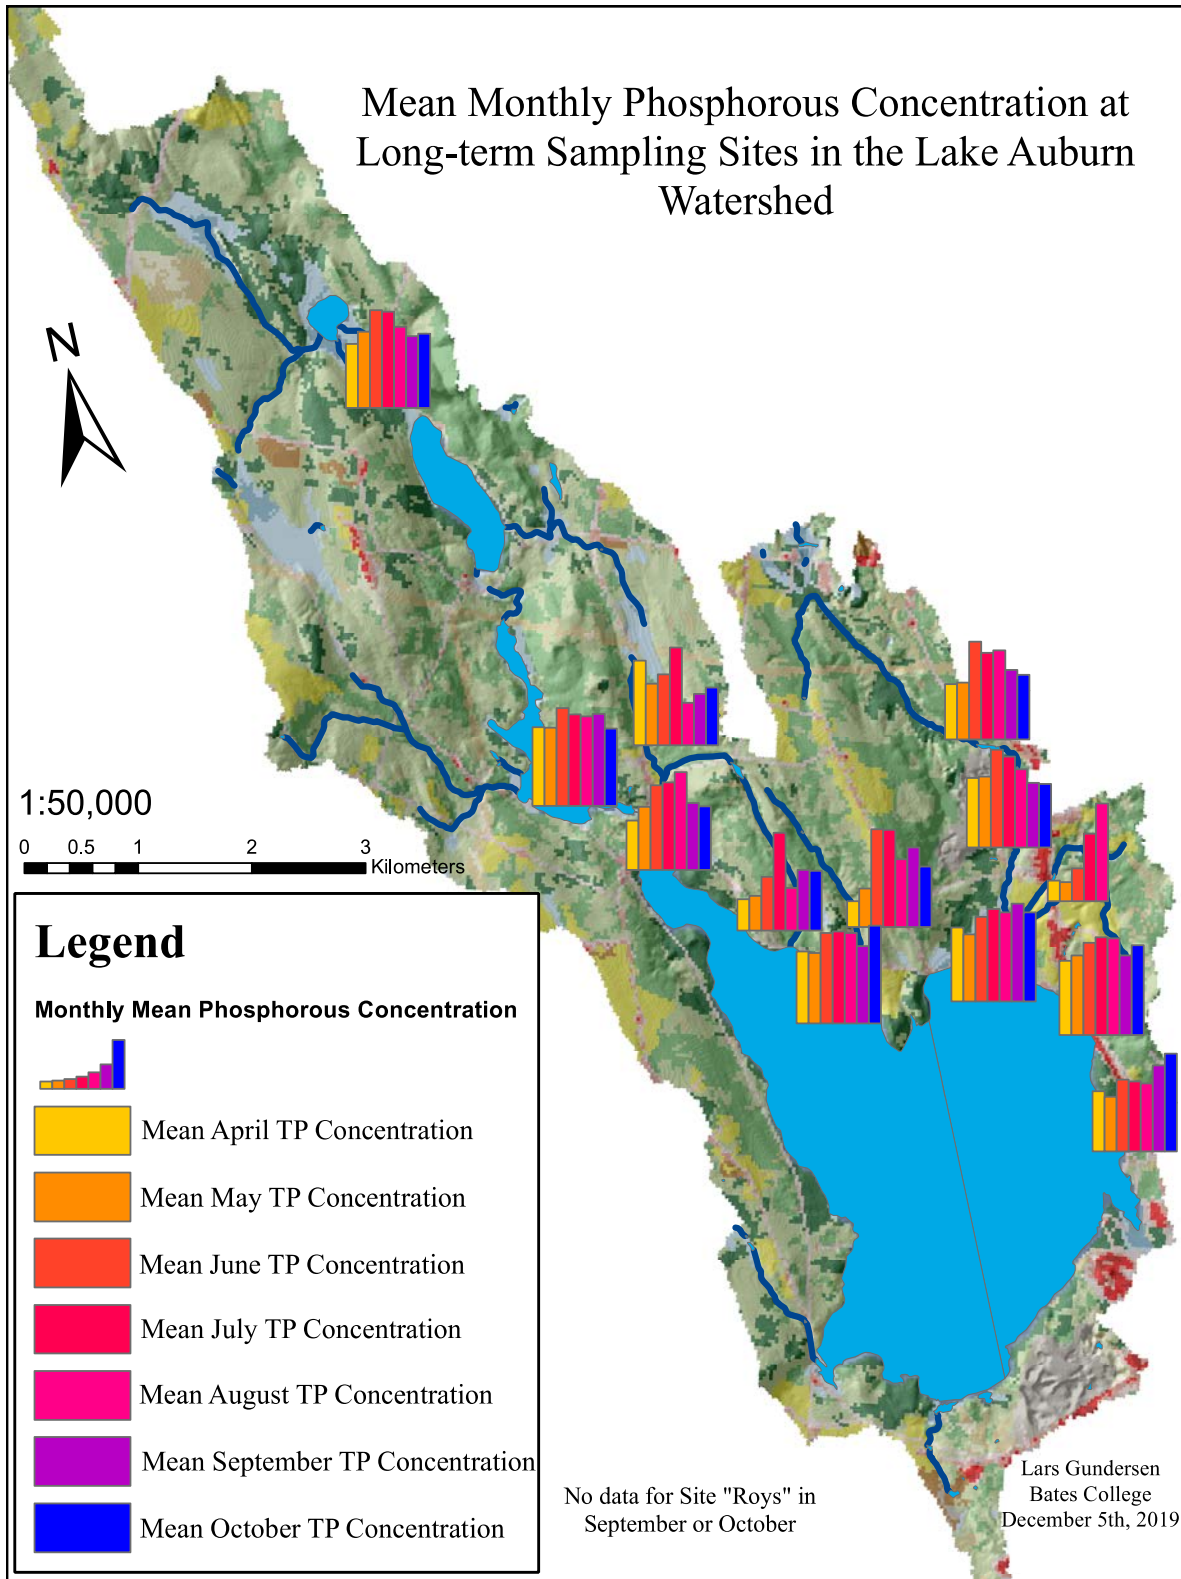 Mean Monthly Phosphorous Concentration at
Long-term Sampling Sites in the Lake Auburn
Watershed
N
1:50,000
0 0.5 1 2 3
Kilometers
Legend
Monthly Mean Phosphorous Concentration
Mean April TP Concentration
Mean May TP Concentration
Mean June TP Concentration
Mean July TP Concentration
Mean August TP Concentration
Mean September TP Concentration
Mean October TP Concentration
No data for Site "Roys" in
September or October
Lars Gundersen
Bates College
December 5th, 2019